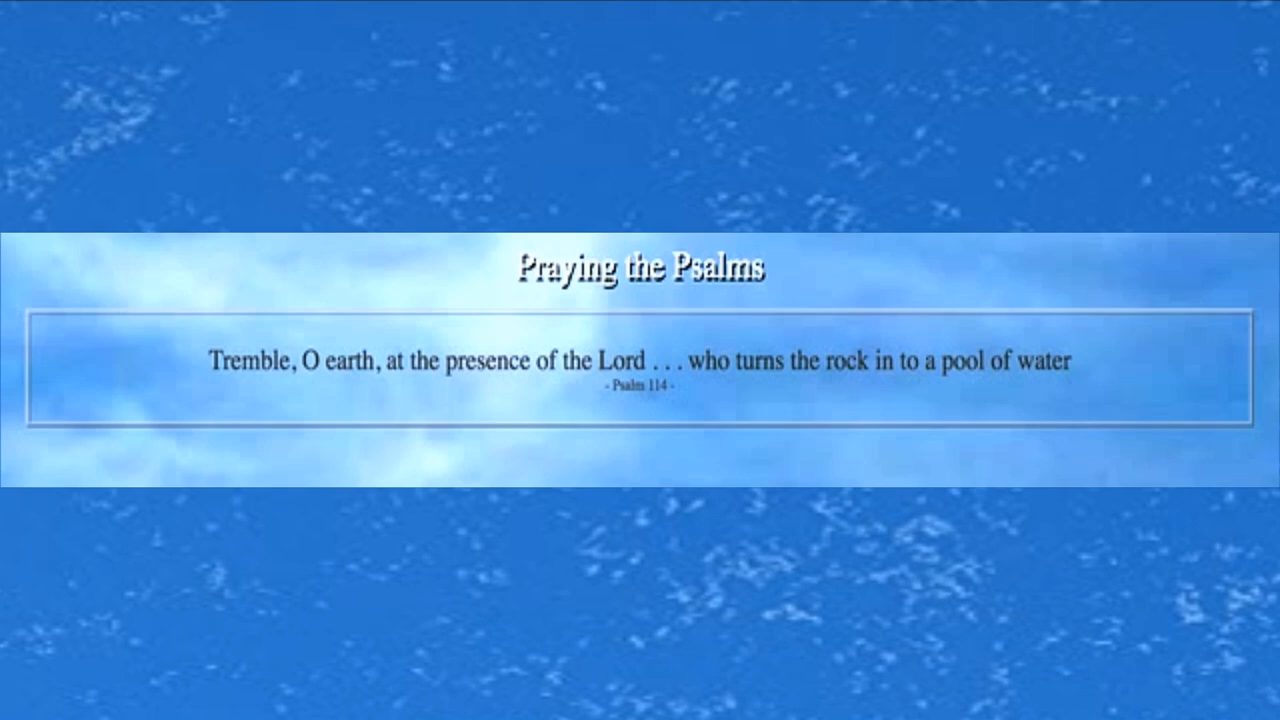 Praying the Psalms
Tremble, O earth, at the presence of the Lord . . . who turns the rock in to a pool of water
- Psalm 114 -